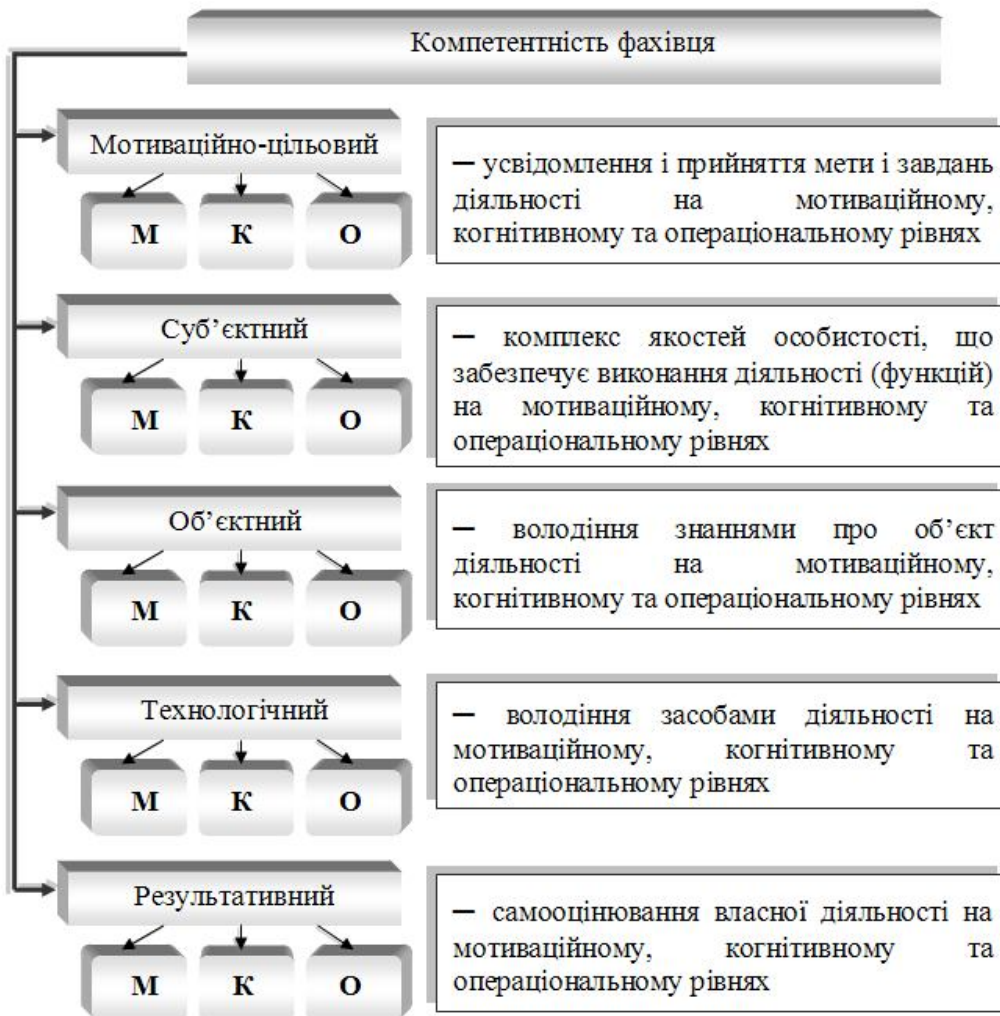 Компетентність фахівця
Мотиваційно-цільовий
М К О
— усвідомлення і прийняття мети і завдань
діяльності на мотиваційному,
когнітивному та операціональному рівнях
Суб’єктний
М К О
— комплекс якостей особистості, що
забезпечує виконання діяльності (функцій)
на мотиваційному, когнітивному та
операціональному рівнях
Об’єктний
М К О
— володіння знаннями про об’єкт
діяльності на мотиваційному,
когнітивному та операціональному рівнях
Технологічний
М К О
— володіння засобами діяльності на
мотиваційному, когнітивному та
операціональному рівнях
Результативний
М К О
— самооцінювання власної діяльності на
мотиваційному, когнітивному та
операціональному рівнях